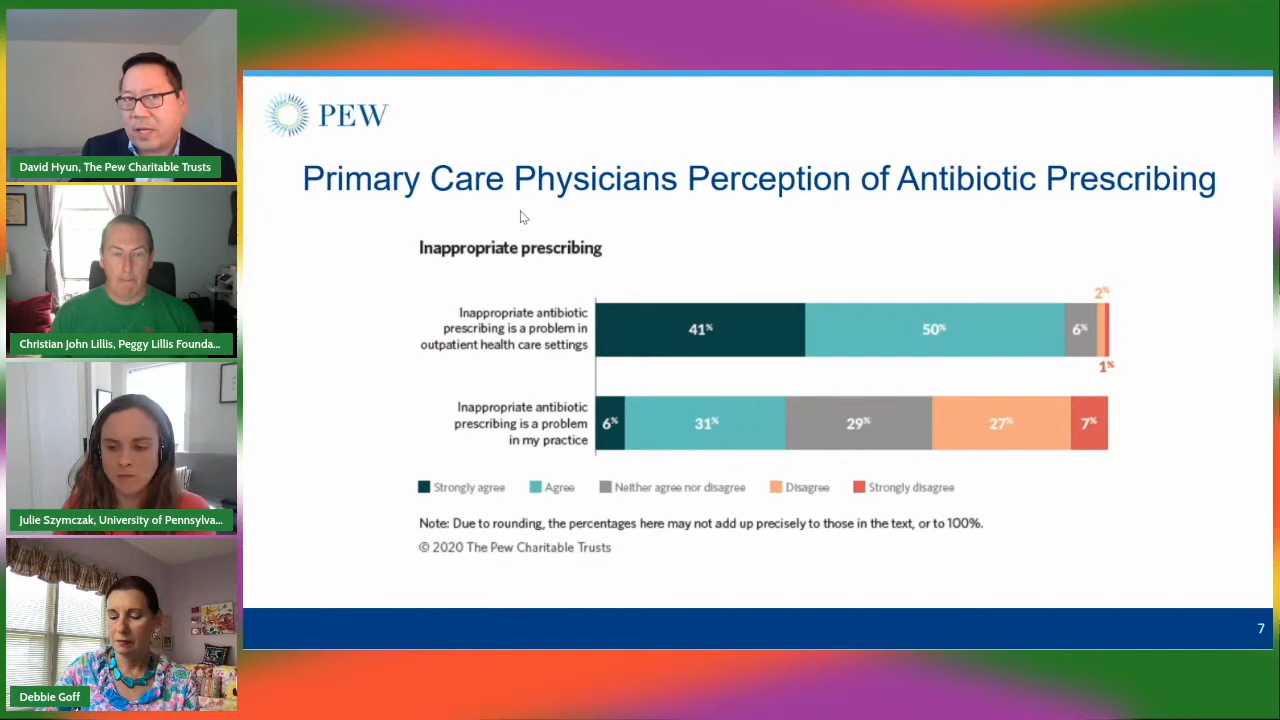 David Hyun, The Pew Charitable Trusts
Christian John Lillis, Peggy Lillis Founda...
Julie Szymczak, University of Pennsylva...
Debbie Goff
PEW
Primary Care Physicians Perception of Antibiotic Prescribing
Inappropriate prescribing
Inappropriate antibiotic
prescribing is a problem in
outpatient health care settings
41%
50%
6%
2%
1%
Inappropriate antibiotic
prescribing is a problem
in my practice
6%
31%
29%
27%
7%
Strongly agree
Agree
Neither agree nor disagree
Disagree
Strongly disagree
Note: Due to rounding, the percentages here may not add up precisely to those in the text, or to 100%.
© 2020 The Pew Charitable Trusts
7